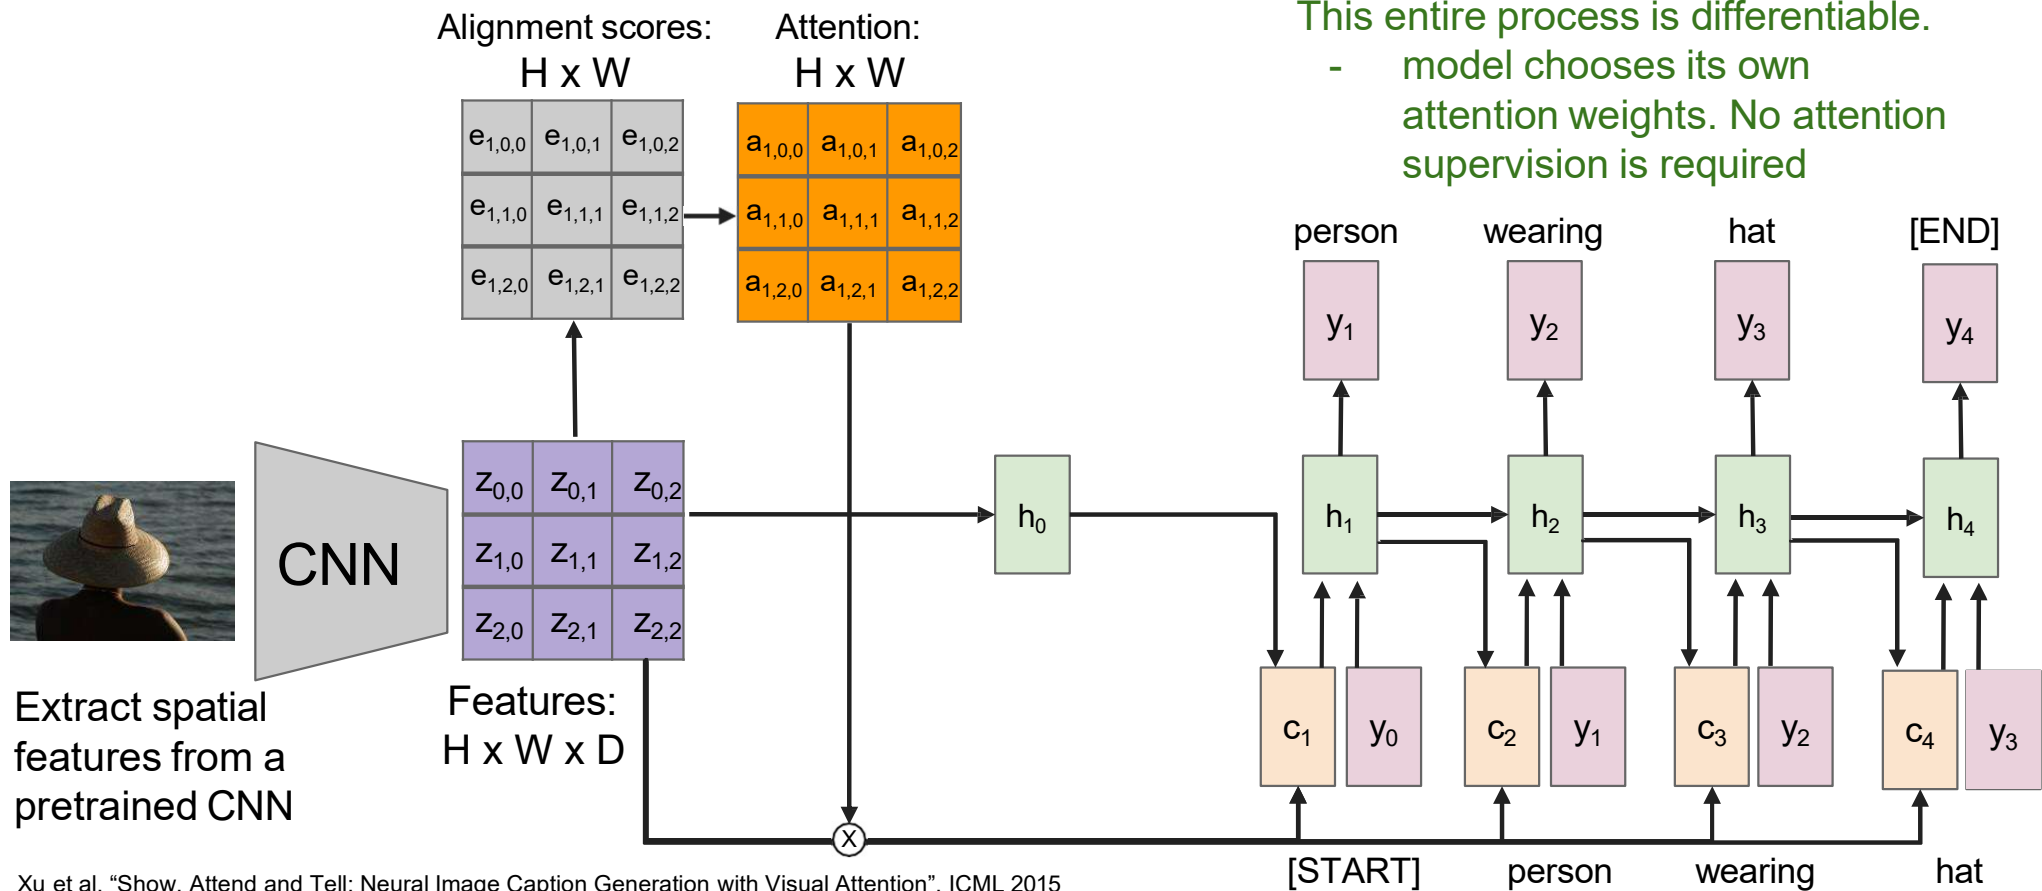 Alignment scores:
H x W
Attention:
H x W
This entire process is differentiable.
- model chooses its own
attention weights. No attention
supervision is required
e1,0,0 e1,0,1 e1,0,2
e1,1,0 e1,1,1 e1,1,2
e1,2,0 e1,2,1 e1,2,2
a1,0,0 a1,0,1 a1,0,2
a1,1,0 a1,1,1 a1,1,2
a1,2,0 a1,2,1 a1,2,2
person wearing hat [END]
y1 y2 y3 y4
CNN
z0,0 z0,1 z0,2
z1,0 z1,1 z1,2
z2,0 z2,1 z2,2
h0 h1 h2 h3 h4
Extract spatial
features from a
pretrained CNN
Features:
H x W x D
X
c1 y0 c2 y1 c3 y2 c4 y3
[START] person wearing hat
Xu et al, “Show, Attend and Tell: Neural Image Caption Generation with Visual Attention”, ICML 2015